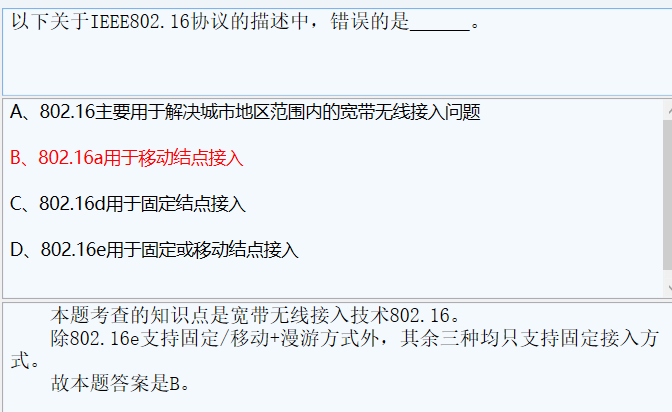 以下关于IEEE802.16协议的描述中，错误的是______。
A、802.16主要用于解决城市地区范围内的宽带无线接入问题
B、802.16a用于移动结点接入
C、802.16d用于固定结点接入
D、802.16e用于固定或移动结点接入
本题考查的知识点是宽带无线接入技术802.16。
除802.16e支持固定/移动+漫游方式外，其余三种均只支持固定接入方
式。
故本题答案是B。